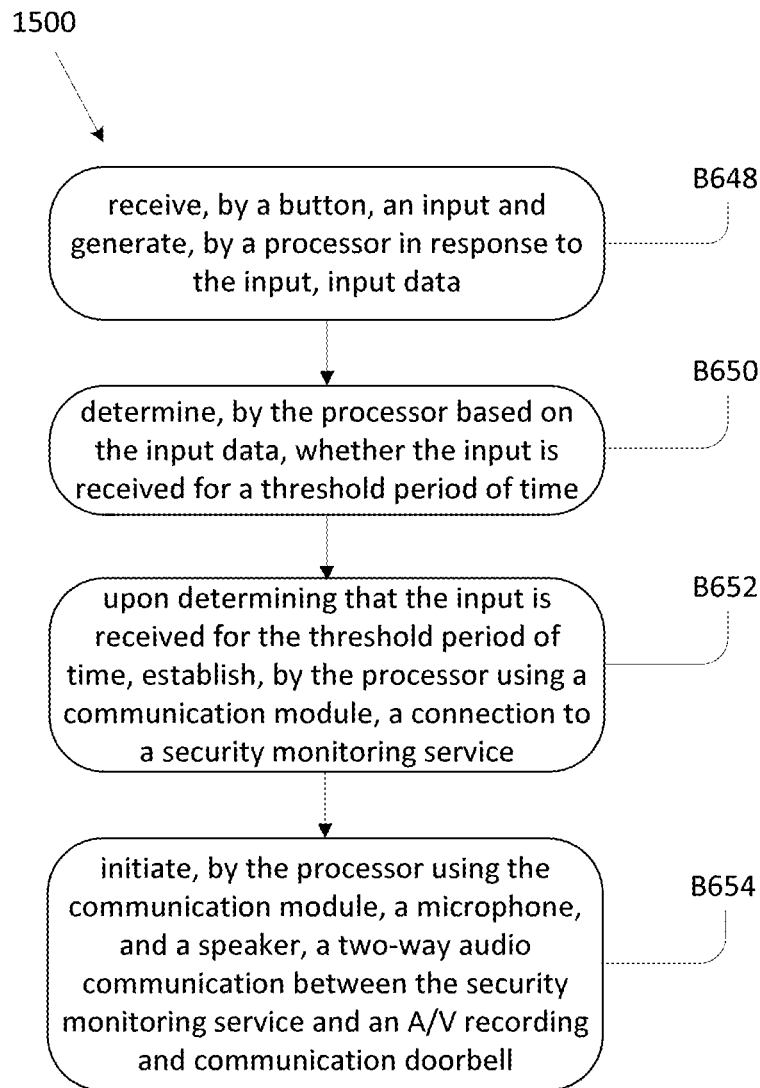 1500
receive, by a button, an input and
generate, by a processor in response to
the input, input data
B648
determine, by the processor based on
the input data, whether the input is
received for a threshold period of time
B650
upon determining that the input is
received for the threshold period of
time, establish, by the processor using a
communication module, a connection to
a security monitoring service
B652
initiate, by the processor using the
communication module, a microphone,
and a speaker, a two-way audio
communication between the security
monitoring service and an A/V recording
and communication doorbell
B654